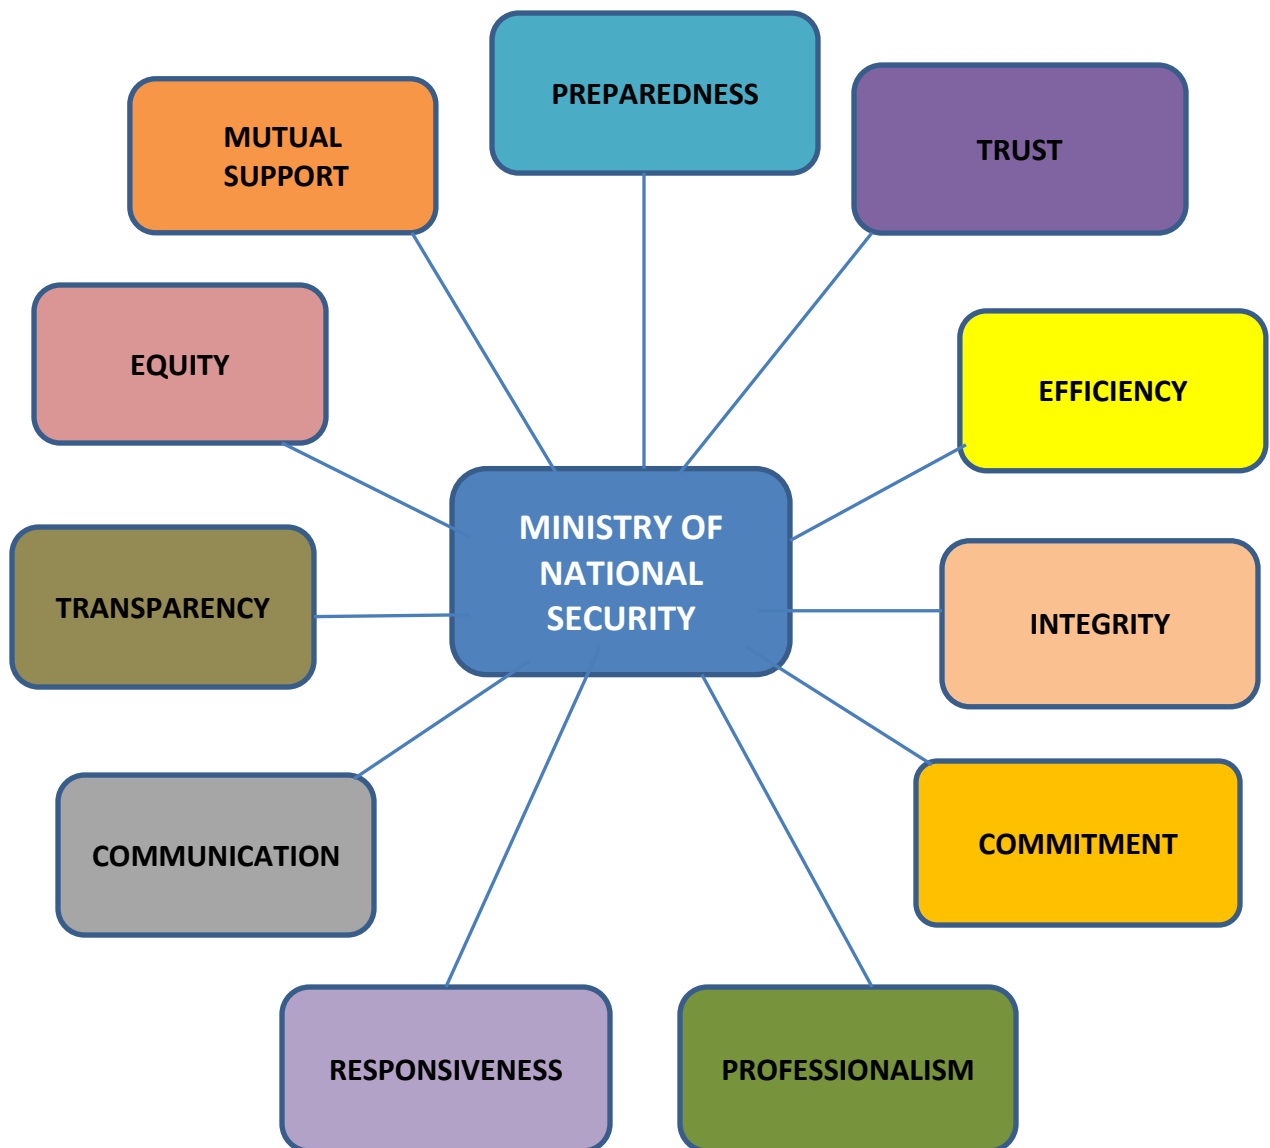 PREPAREDNESS
MUTUAL
SUPPORT
TRUST
EQUITY
EFFICIENCY
MINISTRY OF
NATIONAL
SECURITY
TRANSPARENCY
INTEGRITY
COMMUNICATION
COMMITMENT
RESPONSIVENESS
PROFESSIONALISM